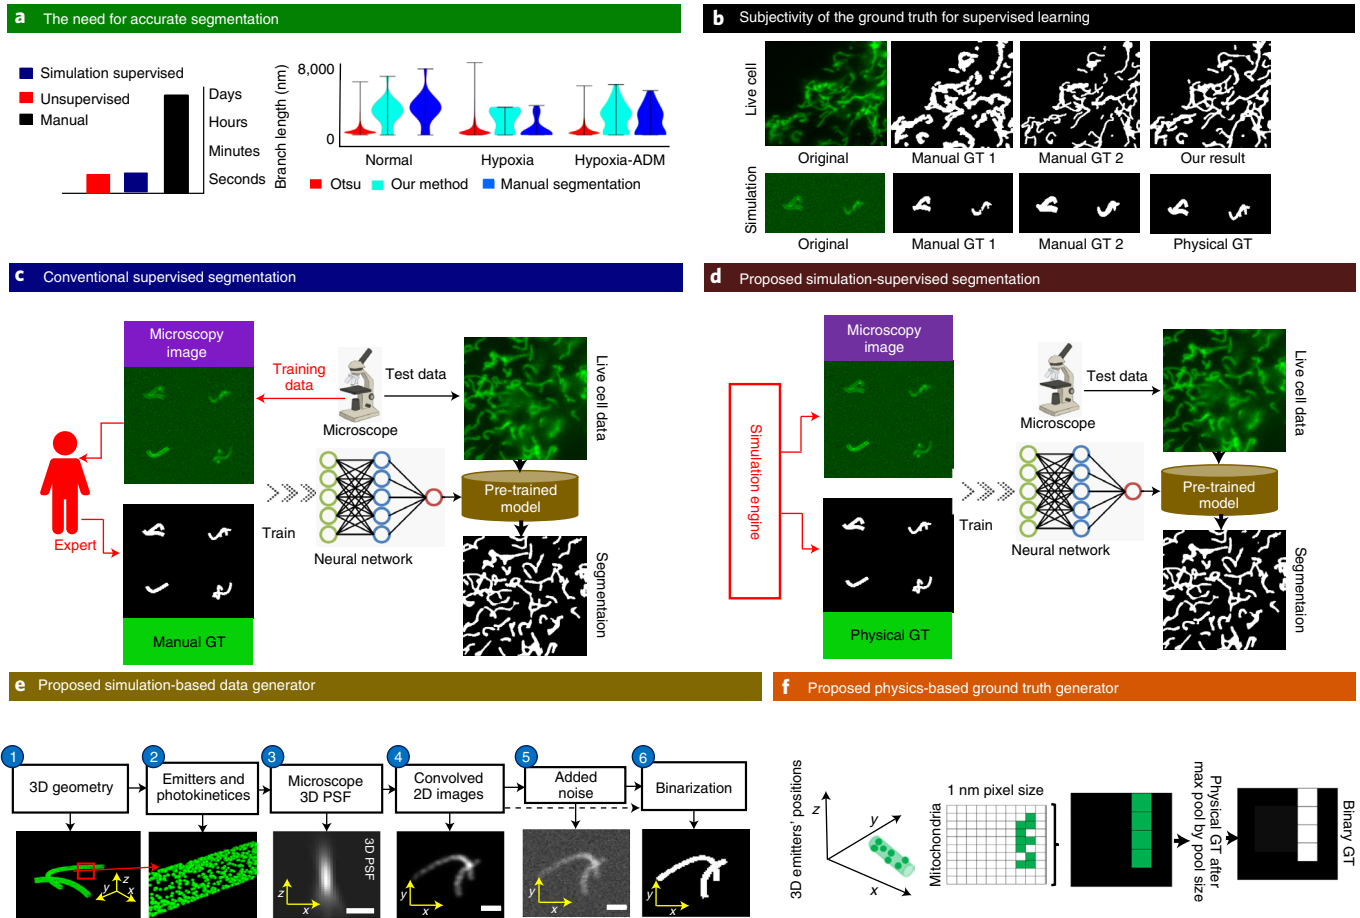 a The need for accurate segmentation
Simulation supervised
Unsupervised
Manual
Days
Hours
Minutes
Seconds
Branch length (nm)
8,000
0
Normal
Hypoxia
Hypoxia-ADM
Otsu
Our method
Manual segmentation
b Subjectivity of the ground truth for supervised learning
Live cell
Original
Manual GT 1
Manual GT 2
Our result
Simulation
Original
Manual GT 1
Manual GT 2
Physical GT
c Conventional supervised segmentation
Microscopy
image
Training
data
Test data
Microscope
Live cell data
Expert
Train
Neural network
Pre-trained
model
Segmentaion
Manual GT
d Proposed simulation-supervised segmentation
Simulation engine
Microscopy
image
Test data
Microscope
Live cell data
Train
Neural network
Pre-trained
model
Segmentaion
Physical GT
e Proposed simulation-based data generator
1
3D geometry
2
Emitters and
photokinetices
3
Microscope
3D PSF
4
Convolved
2D images
5
Added
noise
6
Binarization
z
y
x
3D PSF
z
x
y
x
y
x
y
x
f Proposed physics-based ground truth generator
3D emitters' positions
z
y
x
1 nm pixel size
Mitochondria
Physical GT after
max pool by pool size
Binary GT